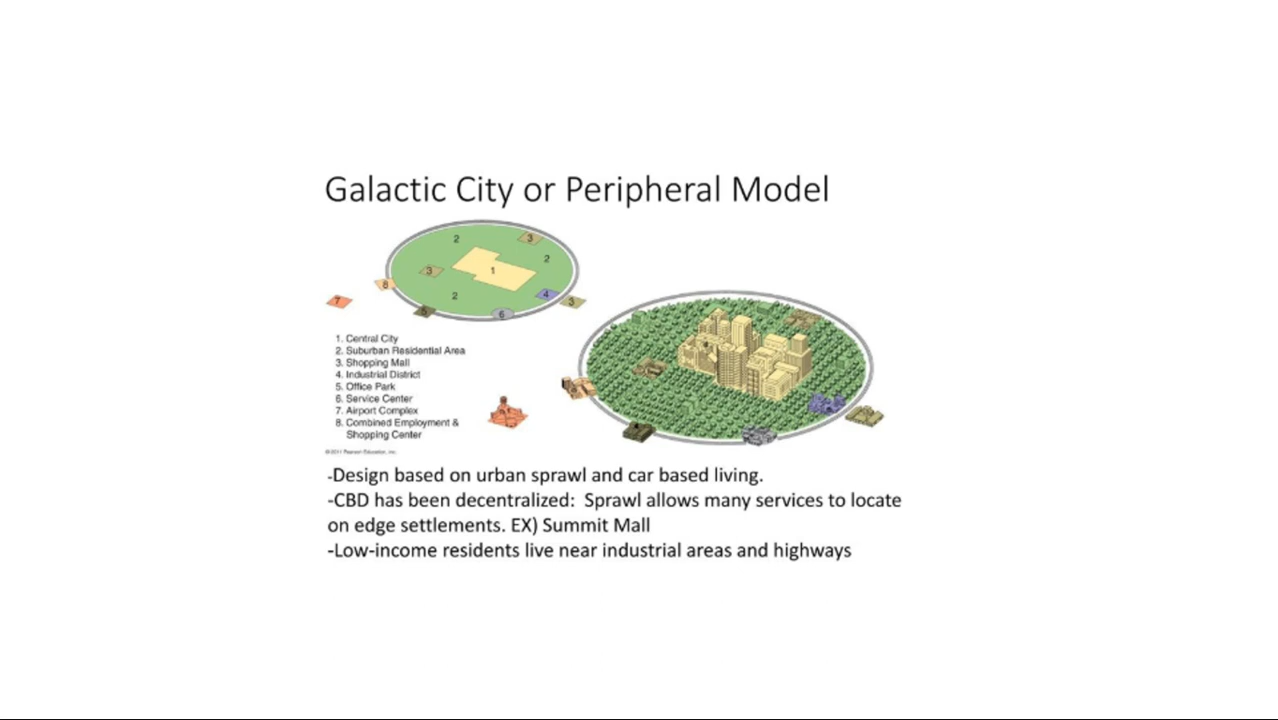 Galactic City or Peripheral Model
2
3
2
3
1
8
2
4
7
3
5
6
1. Central City
2. Suburban Residential Area
3. Shopping Mall
4. Industrial District
5. Office Park
6. Service Center
7. Airport Complex
8. Combined Employment &
Shopping Center
© 2011 Pearson Education, Inc.
-Design based on urban sprawl and car based living.
-CBD has been decentralized: Sprawl allows many services to locate
on edge settlements. EX) Summit Mall
-Low-income residents live near industrial areas and highways